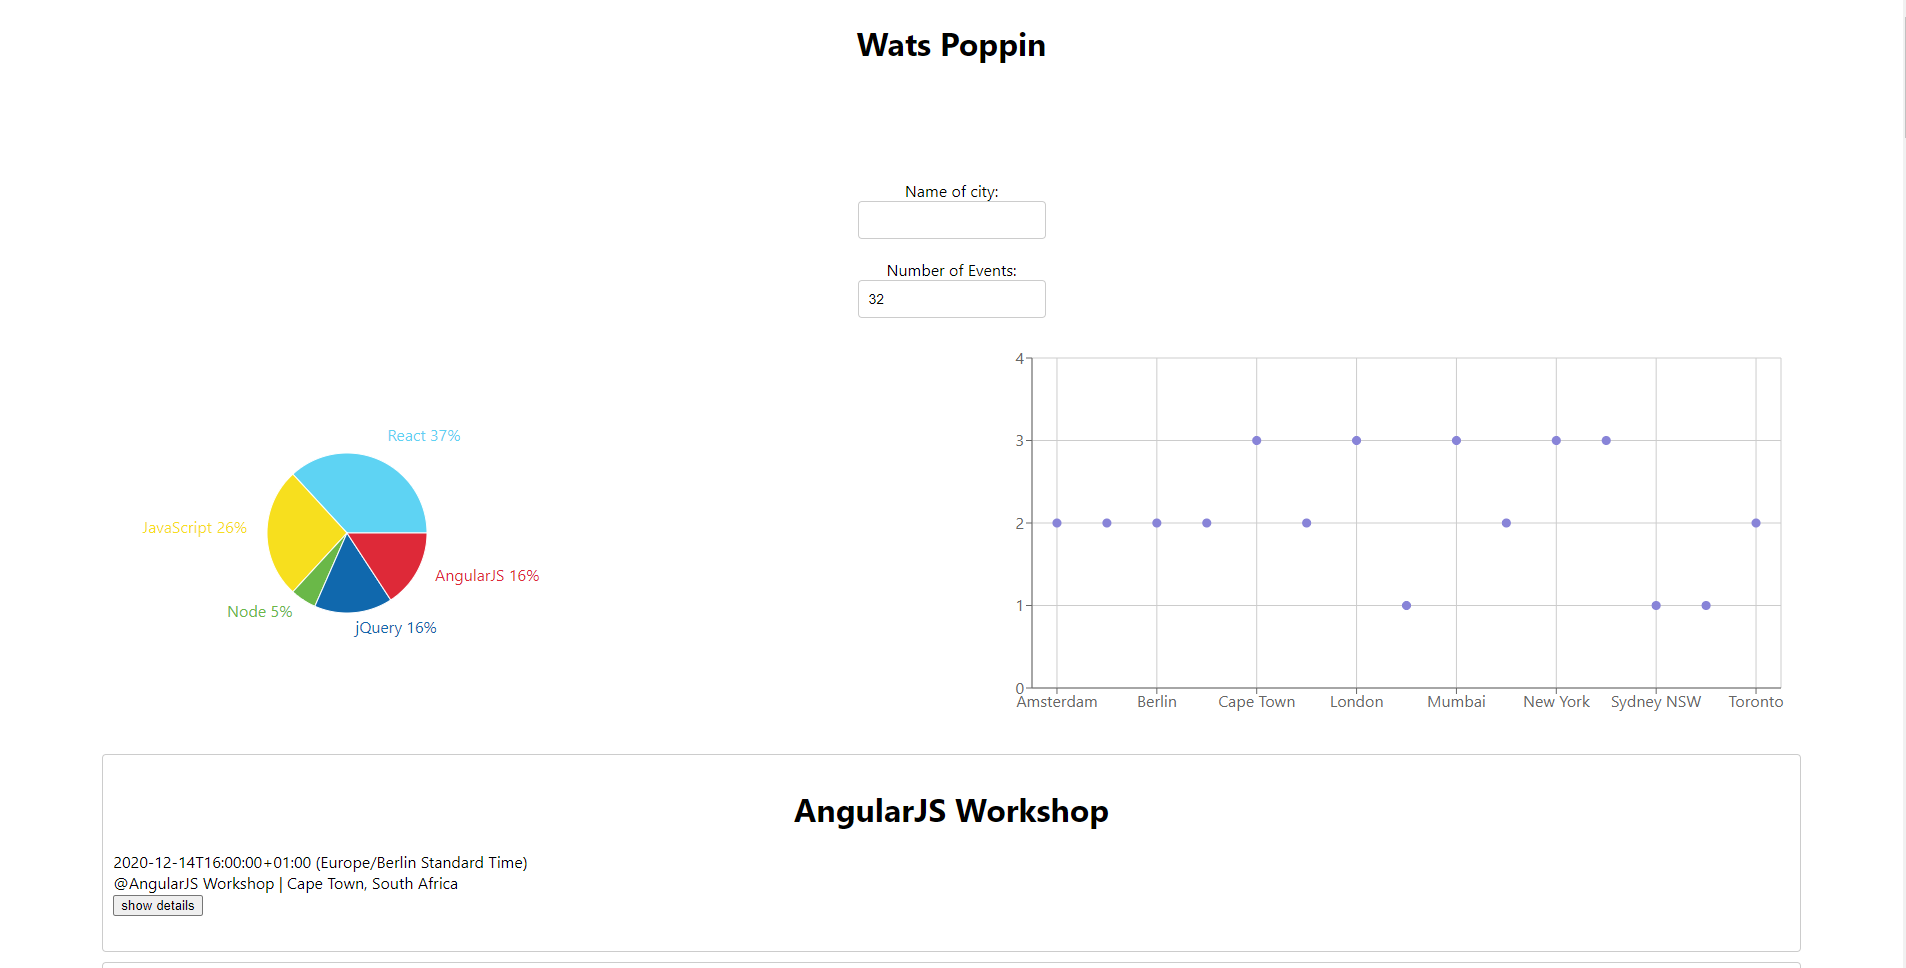 Wats Poppin
Name of city:
Number of Events:
32
React 37%
JavaScript 26%
AngularJS 16%
Node 5%
jQuery 16%
4
3
2
1
0
Amsterdam Berlin Cape Town London Mumbai New York Sydney NSW Toronto
AngularJS Workshop
2020-12-14T16:00:00+01:00 (Europe/Berlin Standard Time)
@AngularJS Workshop | Cape Town, South Africa
show details